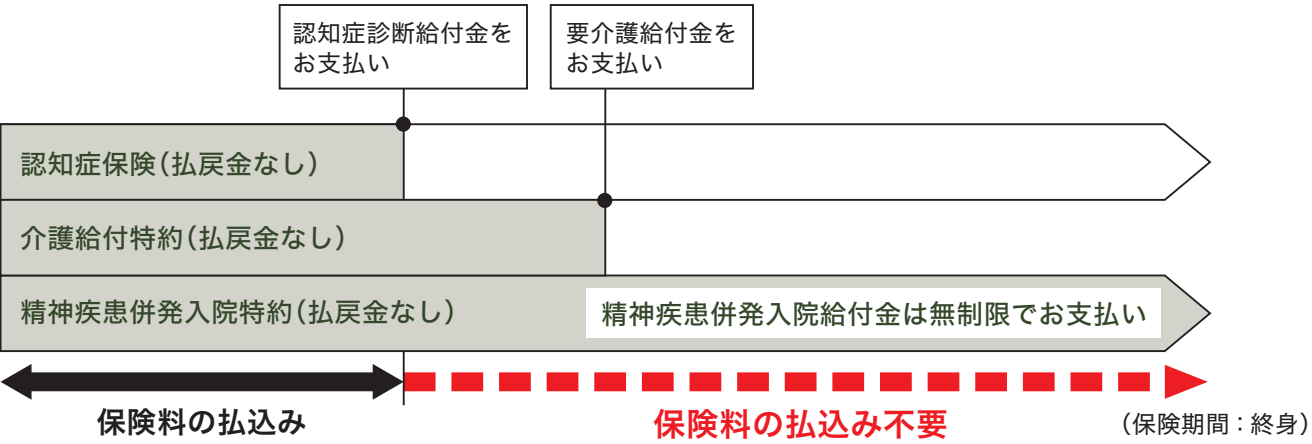 認知症診断給付金を
お支払い
要介護給付金を
お支払い
認知症保険(払戻金なし)
介護給付特約(払戻金なし)
精神疾患併発入院特約(払戻金なし)
精神疾患併発入院給付金は無制限でお支払い
保険料の払込み
保険料の払込み不要
(保険期間：終身)